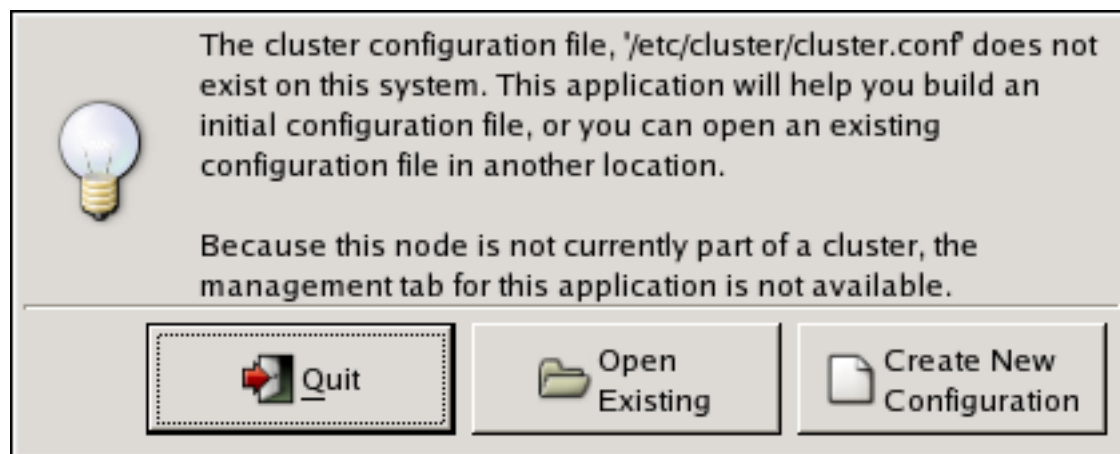 The cluster configuration file, '/etc/cluster/cluster.conf' does not
exist on this system. This application will help you build an
initial configuration file, or you can open an existing
configuration file in another location.
Because this node is not currently part of a cluster, the
management tab for this application is not available.
Quit
Open
Existing
Create New
Configuration